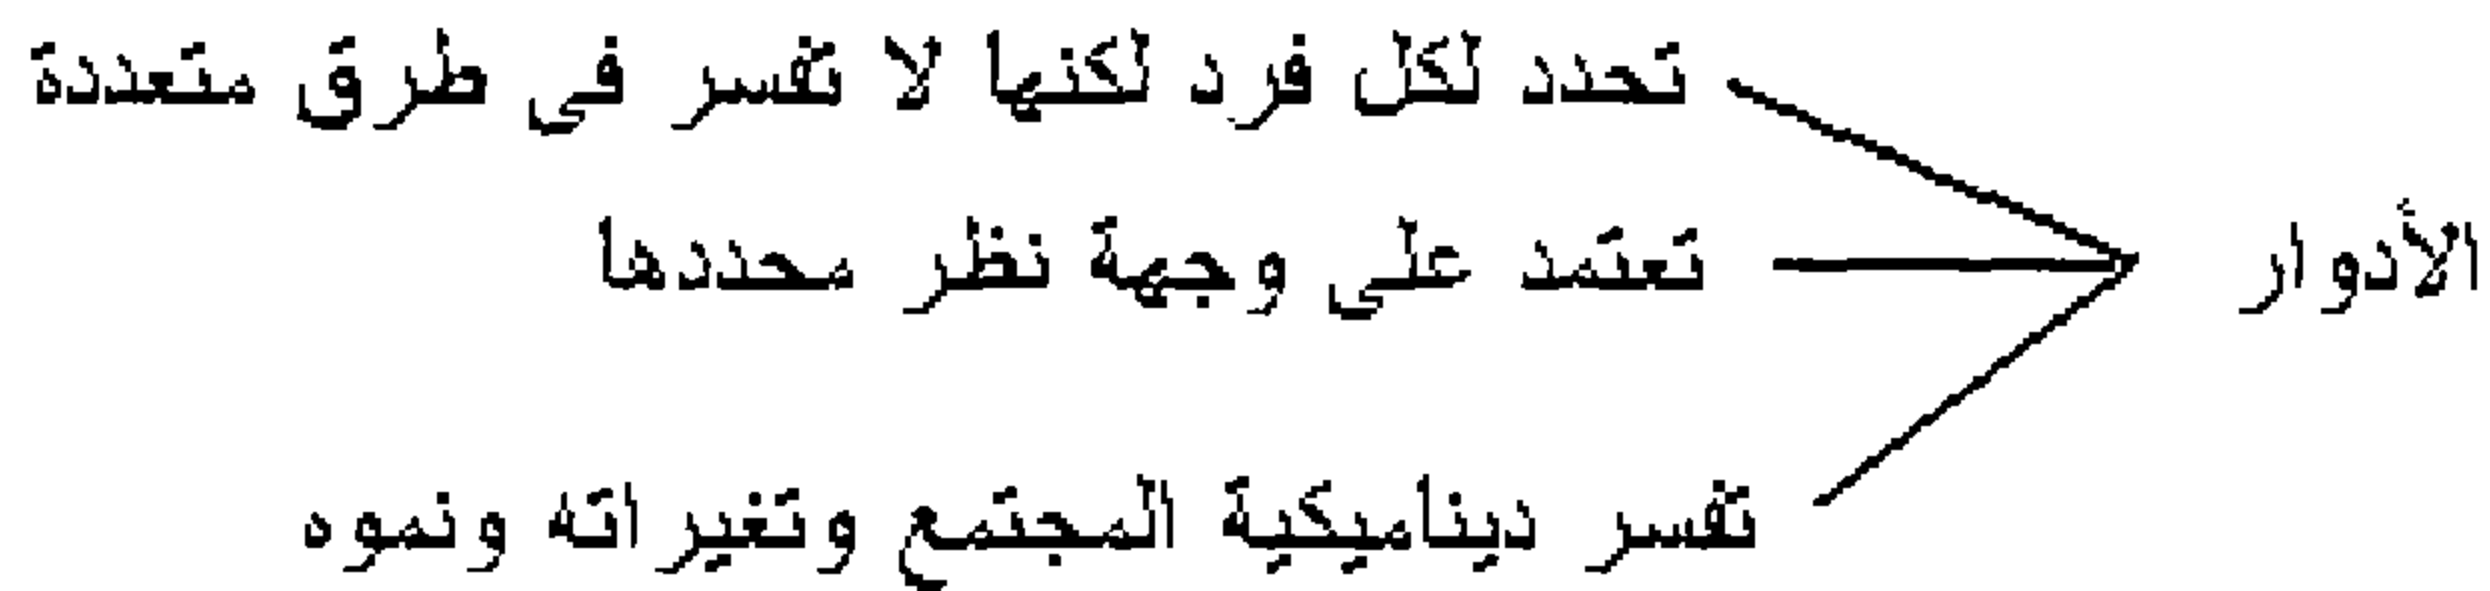 تحدد لكل فرد لكنها لا تفسر فى طرق متعددة
الأدوار
تعتمد على وجهة نظر محددها
تفسر ديناميكية المجتمع وتغيراته ونموه